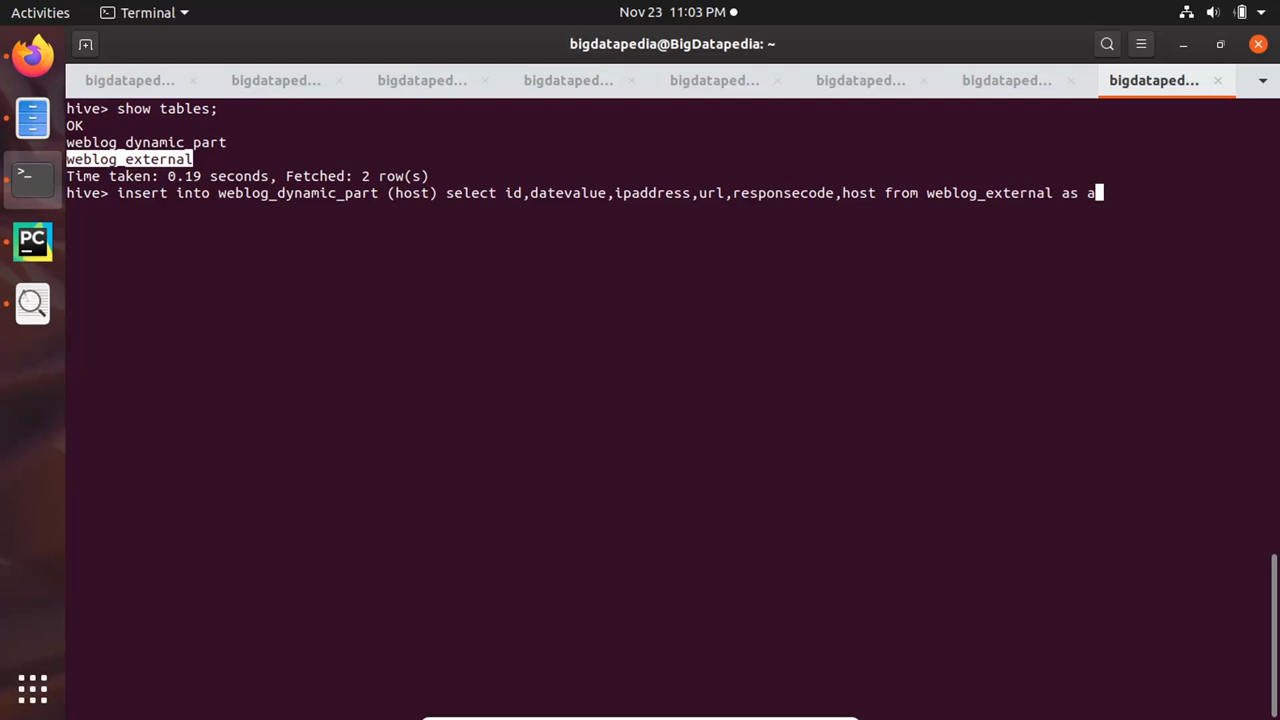 Activities
Terminal
Nov 23 11:03 PM
bigdatapedia@BigDatapedia: ~
bigdataped... × bigdataped... × bigdataped... × bigdataped... × bigdataped... × bigdataped... × bigdataped... × bigdataped... ×
hive> show tables;
OK
weblog_dynamic_part
weblog_external
Time taken: 0.19 seconds, Fetched: 2 row(s)
hive> insert into weblog_dynamic_part (host) select id,datevalue,ipaddress,url,responsecode,host from weblog_external as a
>_
PC